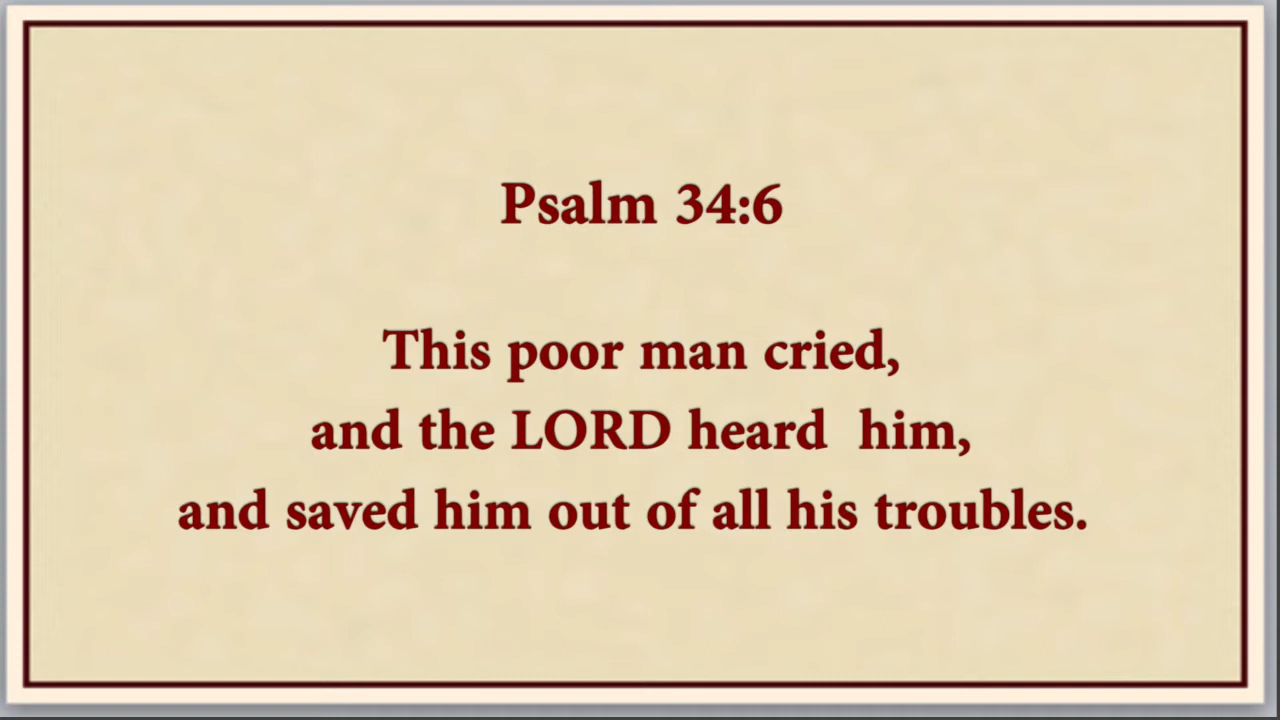 Psalm 34:6
This poor man cried,
and the LORD heard  him,
and saved him out of all his troubles.